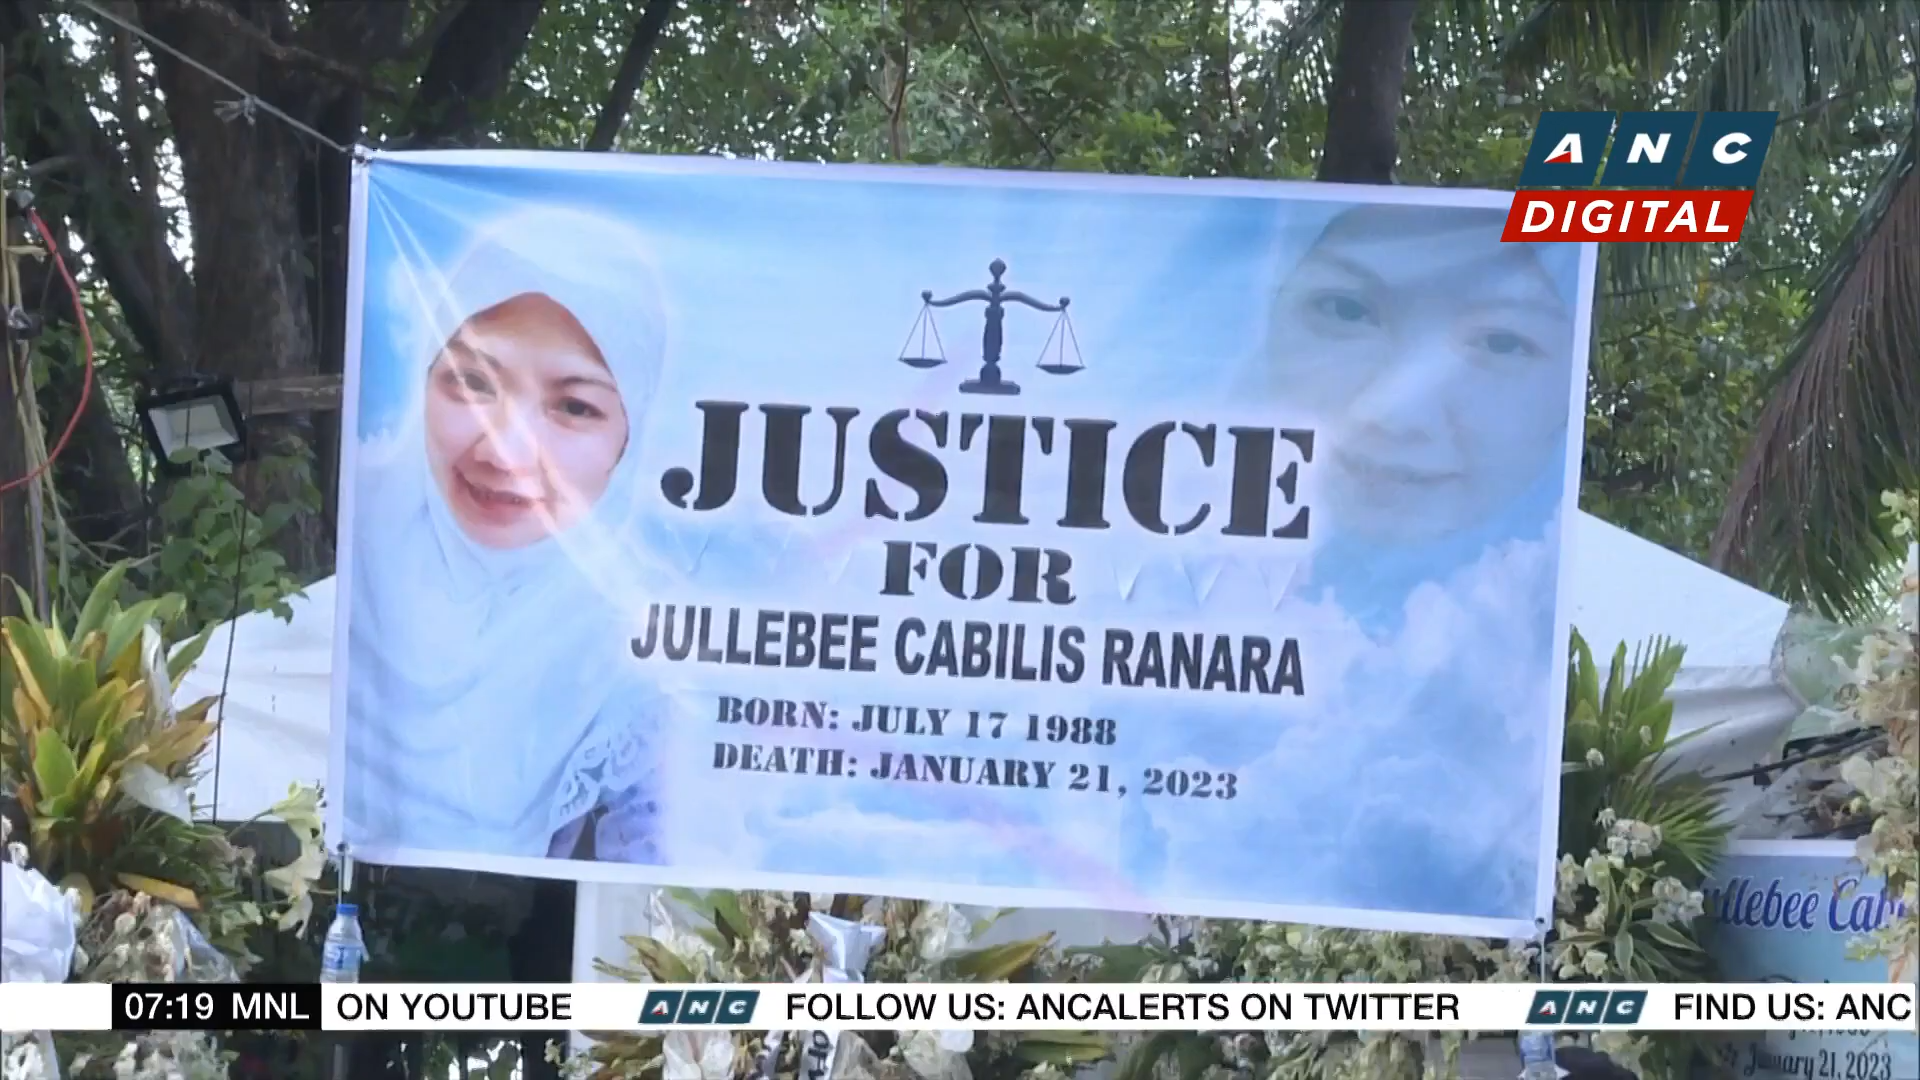 ANC
DIGITAL
JUSTICE
FOR
JULLEBEE CABILIS RANARA
BORN: JULY 17 1988
DEATH: JANUARY 21, 2023
07:19 MNL ON YOUTUBE ANC FOLLOW US: ANCALERTS ON TWITTER ANC FIND US: ANC
January 21, 2023